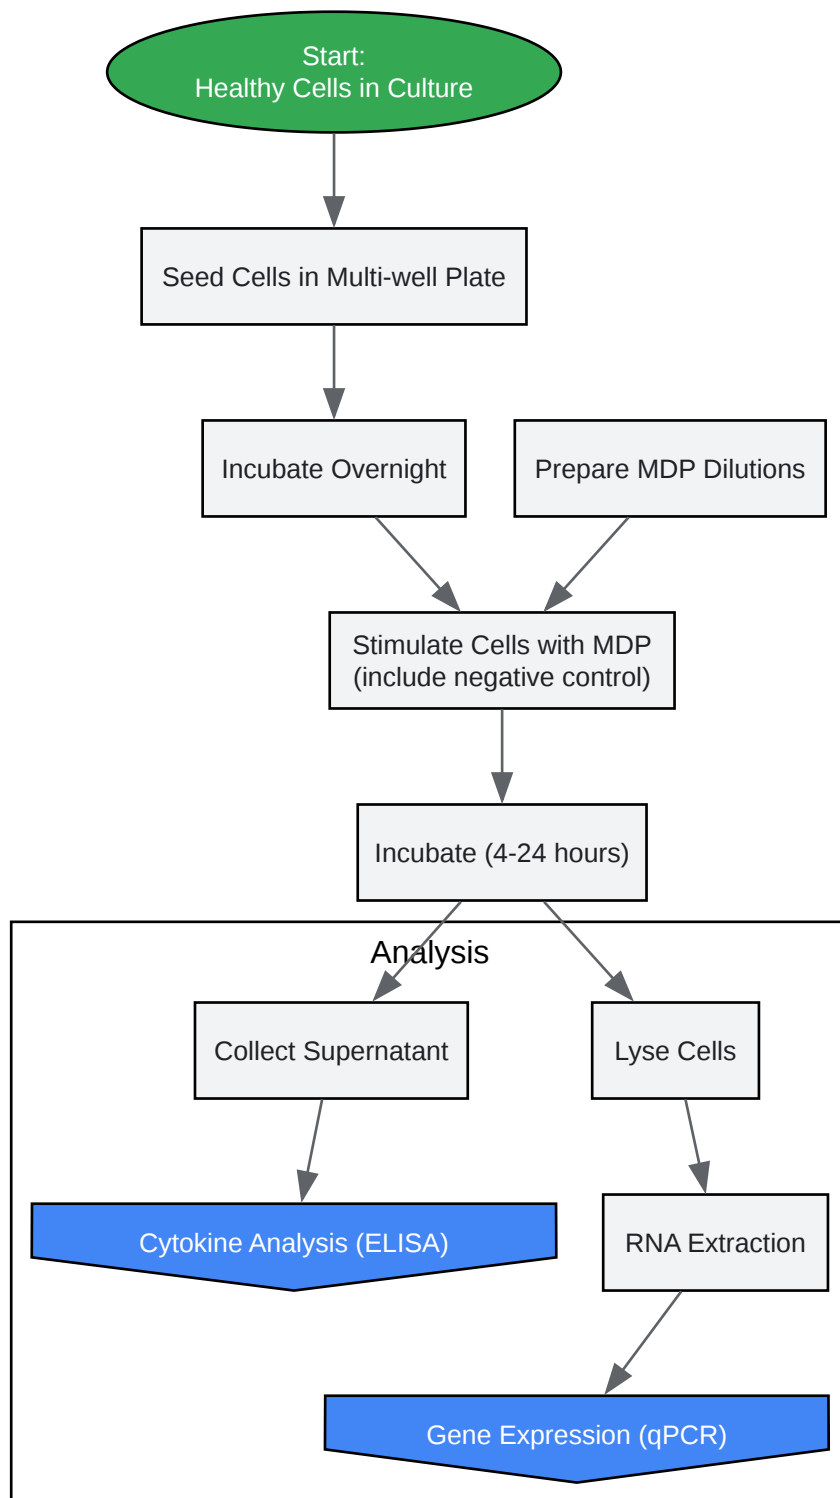 Start:
Healthy Cells in Culture
Seed Cells in Multi-well Plate
Incubate Overnight
Prepare MDP Dilutions
Stimulate Cells with MDP
(include negative control)
Incubate (4-24 hours)
Analysis
Collect Supernatant
Lyse Cells
Cytokine Analysis (ELISA)
RNA Extraction
Gene Expression (qPCR)